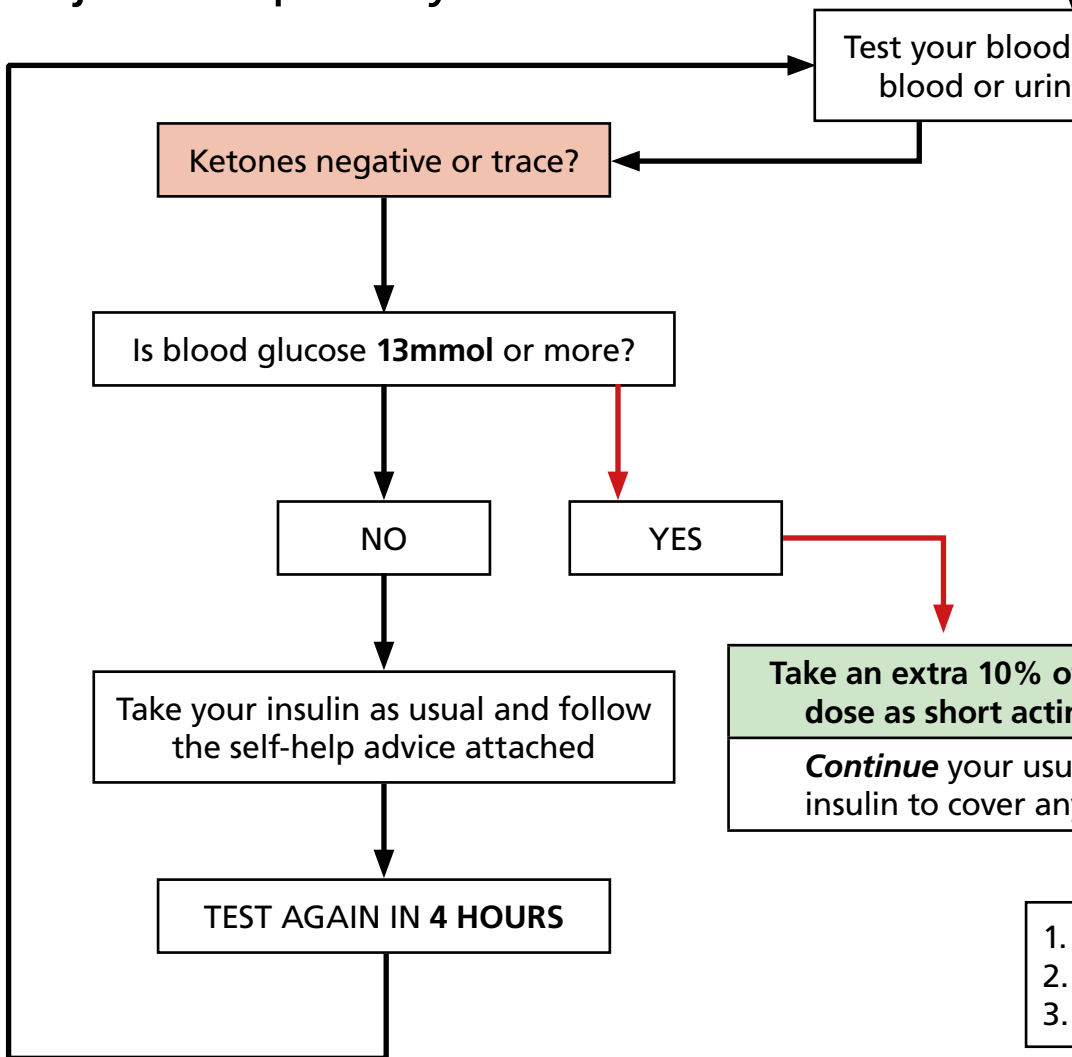 Test your blood
blood or urin
Ketones negative or trace?
Is blood glucose 13mmol or more?
NO
YES
Take your insulin as usual and follow
the self-help advice attached
Take an extra 10% o
dose as short actin
Continue your usu
insulin to cover any
TEST AGAIN IN 4 HOURS
1.
2.
3.